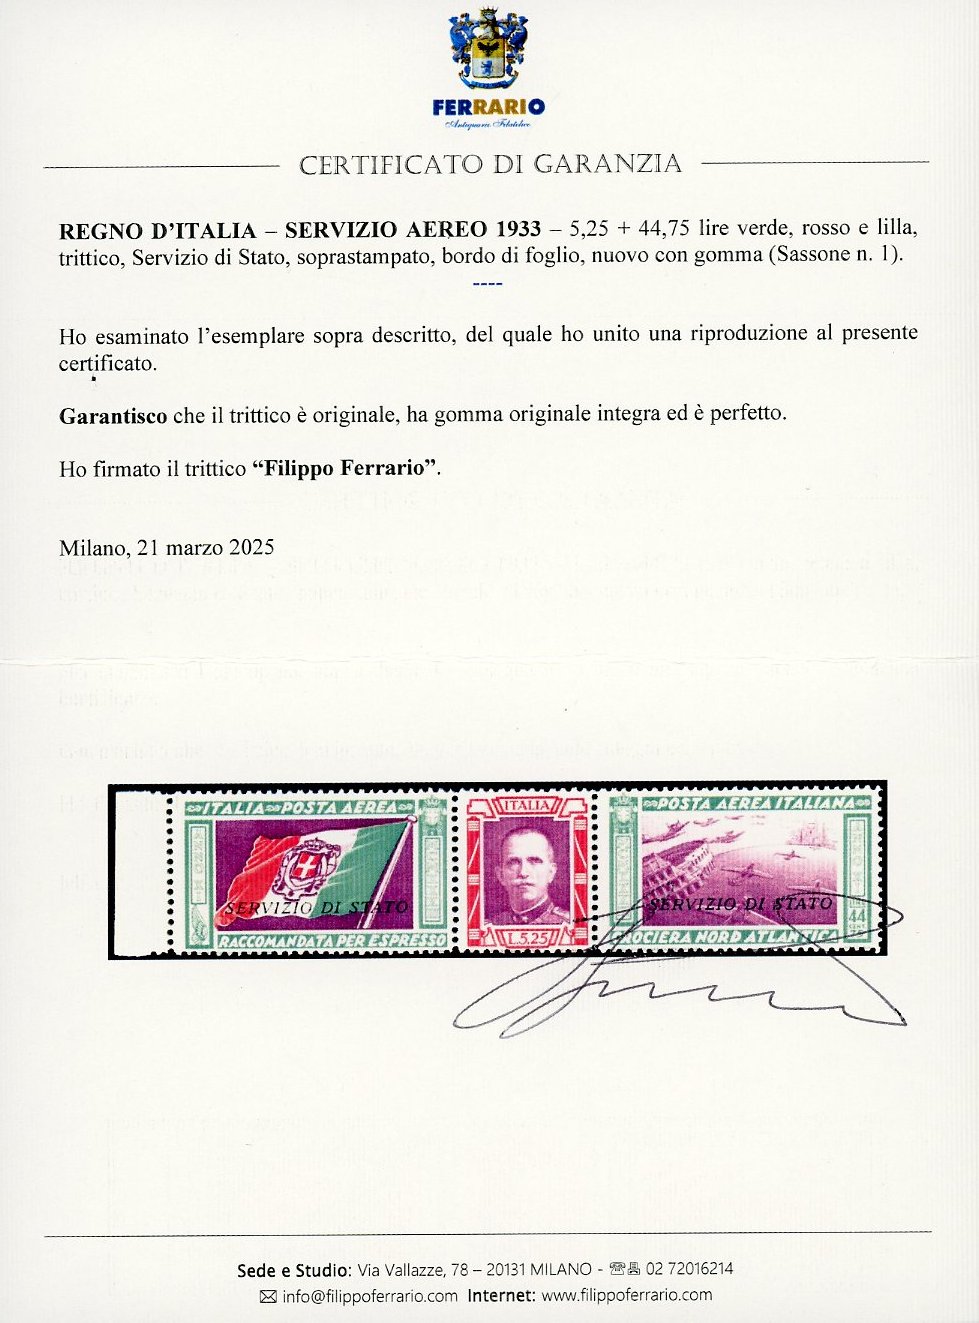 FERRARIO
Antiquaria Filatelica
CERTIFICATO DI GARANZIA
REGNO D’ITALIA – SERVIZIO AEREO 1933 – 5,25 + 44,75 lire verde, rosso e lilla,
trittico, Servizio di Stato, soprastampato, bordo di foglio, nuovo con gomma (Sassone n. 1).
----
Ho esaminato l’esemplare sopra descritto, del quale ho unito una riproduzione al presente
certificato.
Garantisco che il trittico è originale, ha gomma originale integra ed è perfetto.
Ho firmato il trittico “Filippo Ferrario”.
Milano, 21 marzo 2025
ITALIA POSTA AEREA
SERVIZIO DI STATO
RACCOMANDATA PER ESPRESSO
ITALIA
L.5.25
POSTA AEREA ITALIANA
SERVIZIO DI STATO
44
CROCIERA NORD ATLANTICA
Sede e Studio: Via Vallazze, 78 – 20131 MILANO - 02 72016214
info@filippoferrario.com Internet: www.filippoferrario.com